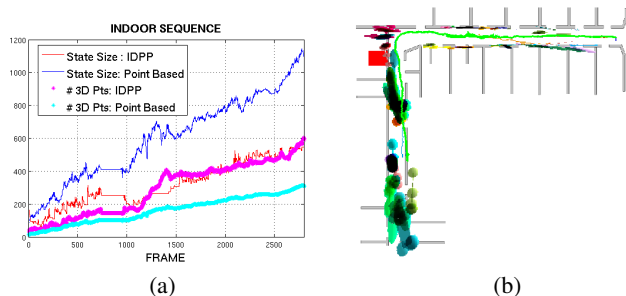 INDOOR SEQUENCE
1200
1000
800
600
400
200
0
State Size : IDPP
State Size: Point Based
# 3D Pts: IDPP
# 3D Pts: Point Based
0 500 1000 1500 2000 2500
FRAME
(a) (b)